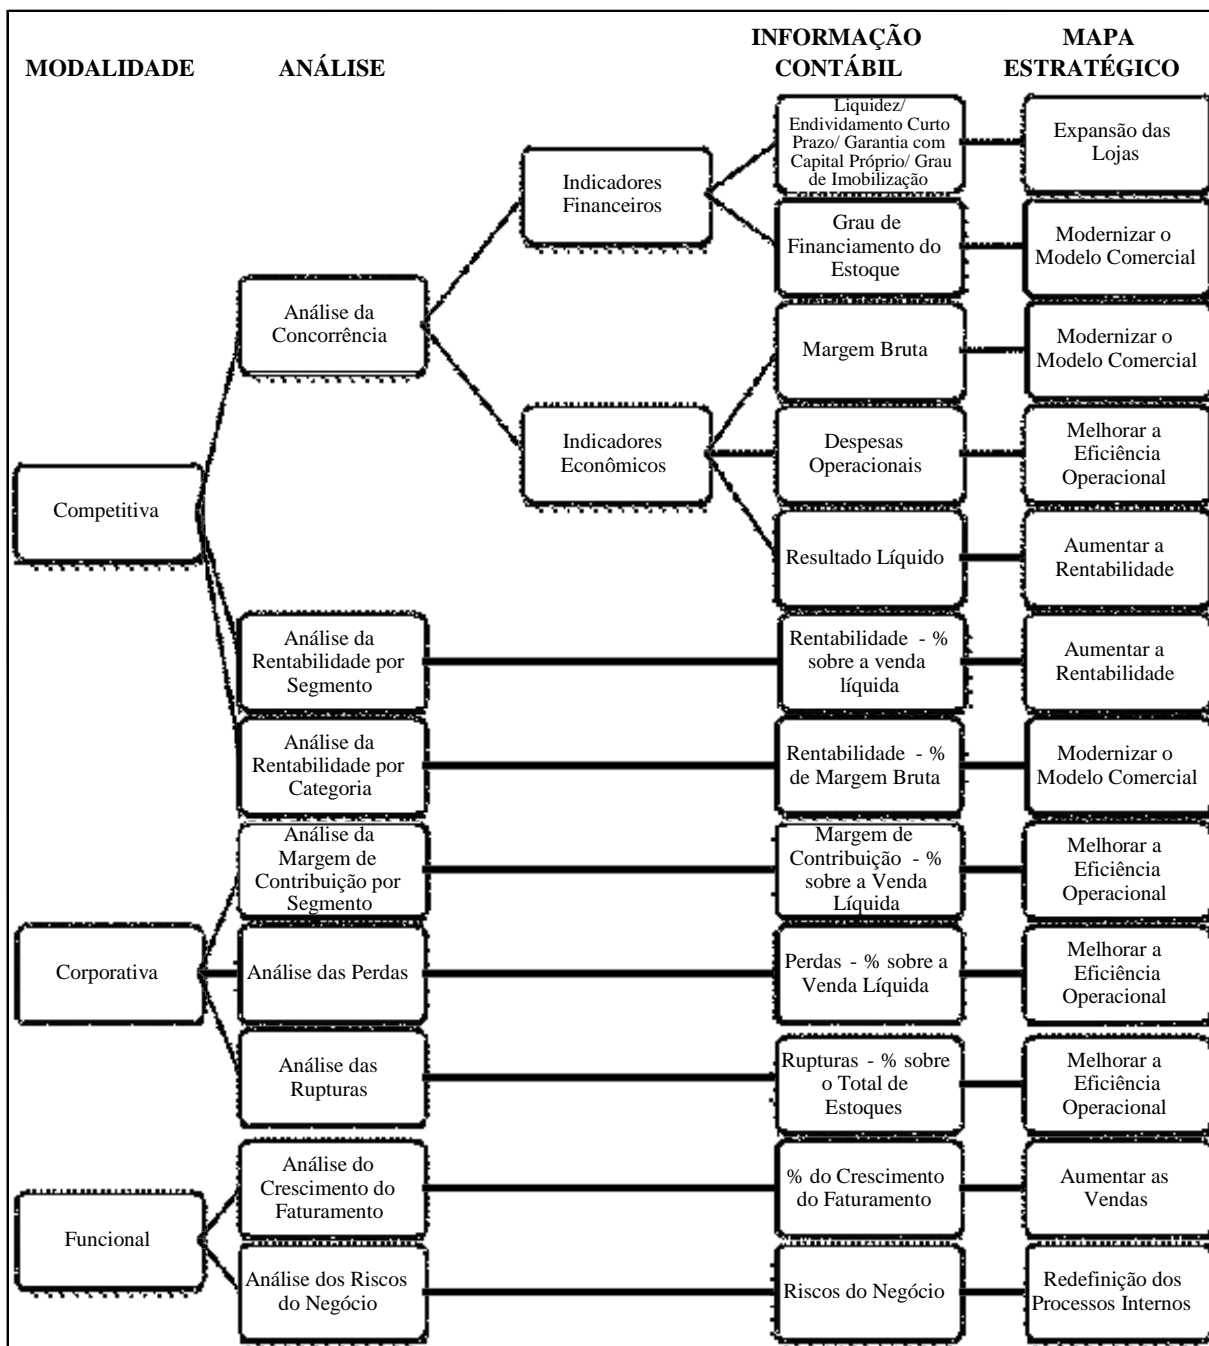 MODALIDADE
ANÁLISE
INFORMAÇÃO
CONTÁBIL
MAPA
ESTRATÉGICO
Competitiva
Análise da
Concorrência
Indicadores
Financeiros
Liquidez/
Endividamento Curto
Prazo/ Garantia com
Capital Próprio/ Grau
de Imobilização
Expansão das
Lojas
Grau de
Financiamento do
Estoque
Modernizar o
Modelo Comercial
Indicadores
Econômicos
Margem Bruta
Modernizar o
Modelo Comercial
Despesas
Operacionais
Melhorar a
Eficiência
Operacional
Resultado Líquido
Aumentar a
Rentabilidade
Análise da
Rentabilidade por
Segmento
Rentabilidade - %
sobre a venda
líquida
Aumentar a
Rentabilidade
Análise da
Rentabilidade por
Categoria
Rentabilidade - %
de Margem Bruta
Modernizar o
Modelo Comercial
Corporativa
Análise da
Margem de
Contribuição por
Segmento
Margem de
Contribuição - %
sobre a Venda
Líquida
Melhorar a
Eficiência
Operacional
Análise das Perdas
Perdas - % sobre a
Venda Líquida
Melhorar a
Eficiência
Operacional
Análise das
Rupturas
Rupturas - % sobre
o Total de
Estoques
Melhorar a
Eficiência
Operacional
Funcional
Análise do
Crescimento do
Faturamento
% do Crescimento
do Faturamento
Aumentar as
Vendas
Análise dos Riscos
do Negócio
Riscos do Negócio
Redefinição dos
Processos Internos